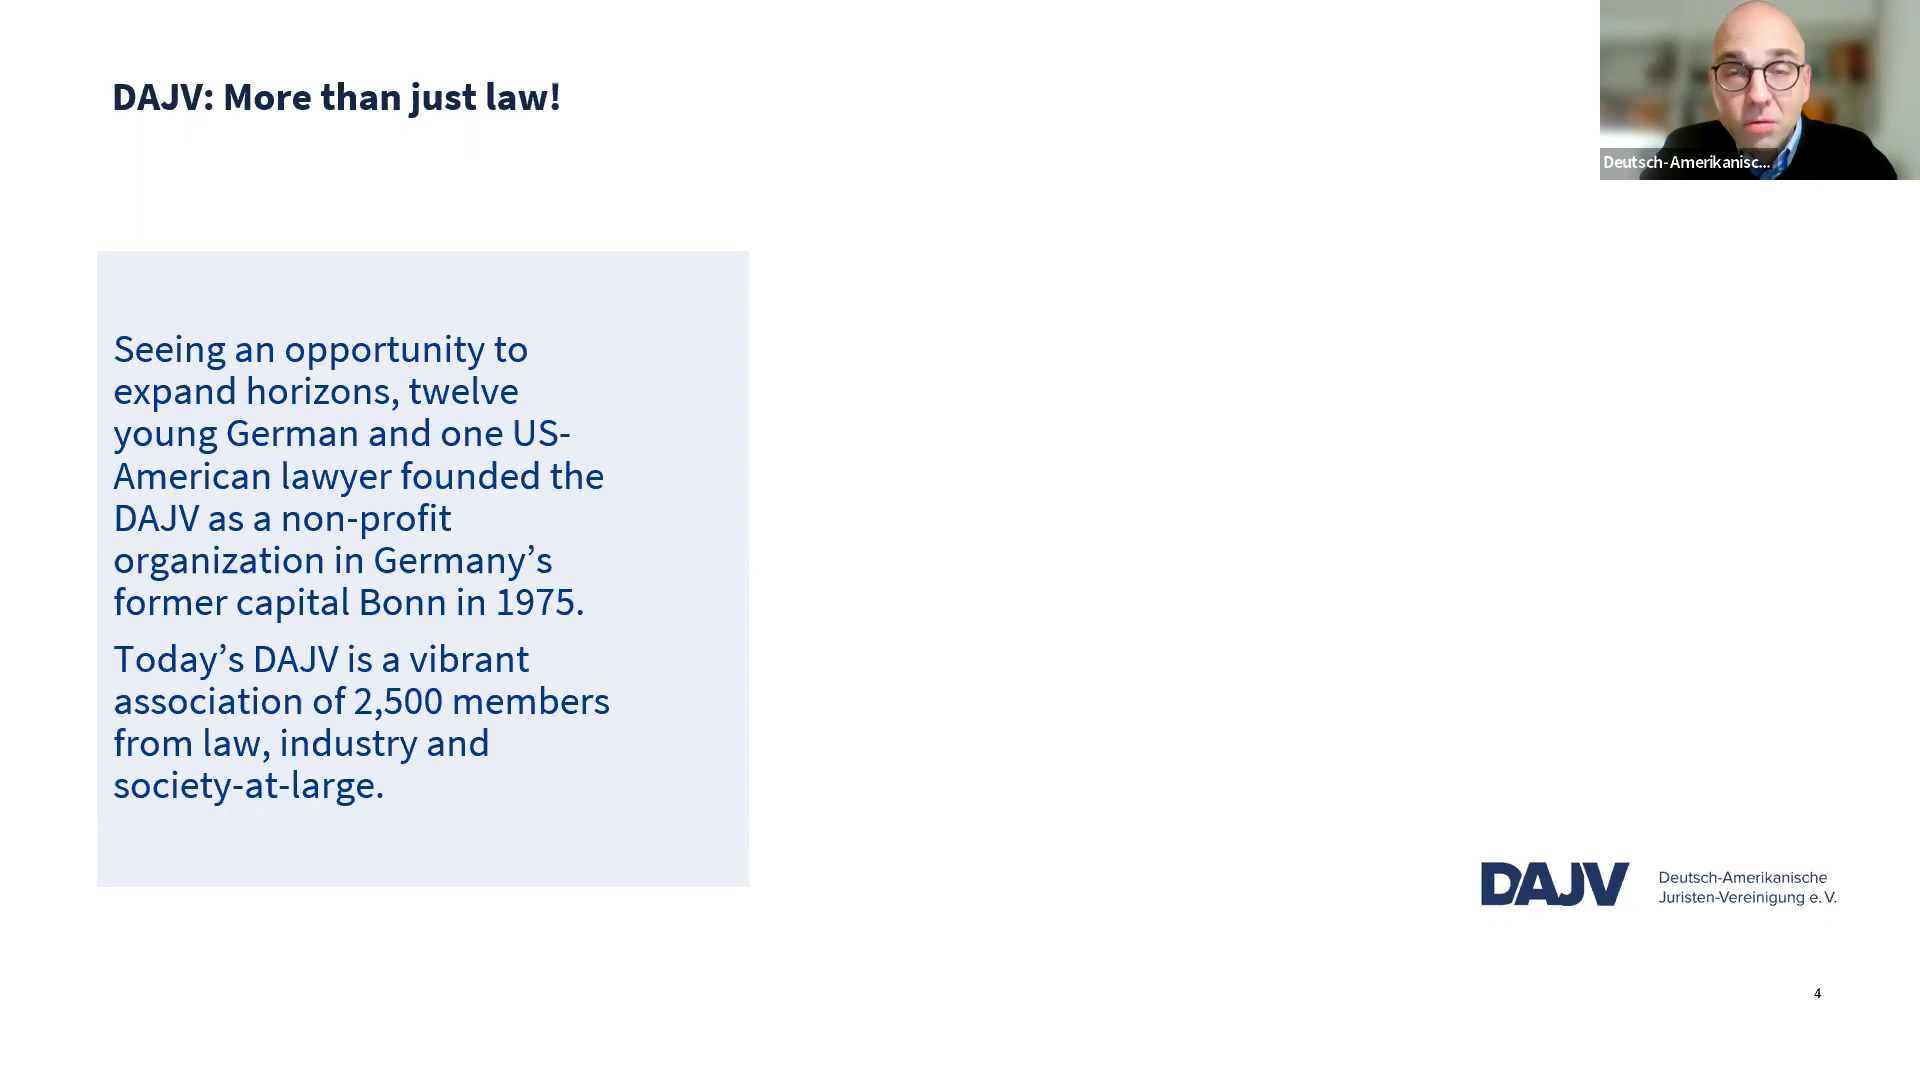 DAJV: More than just law!
Deutsch-Amerikanisc...
Seeing an opportunity to
expand horizons, twelve
young German and one US-
American lawyer founded the
DAJV as a non-profit
organization in Germany’s
former capital Bonn in 1975.
Today’s DAJV is a vibrant
association of 2,500 members
from law, industry and
society-at-large.
DAJV
Deutsch-Amerikanische
Juristen-Vereinigung e. V.
4